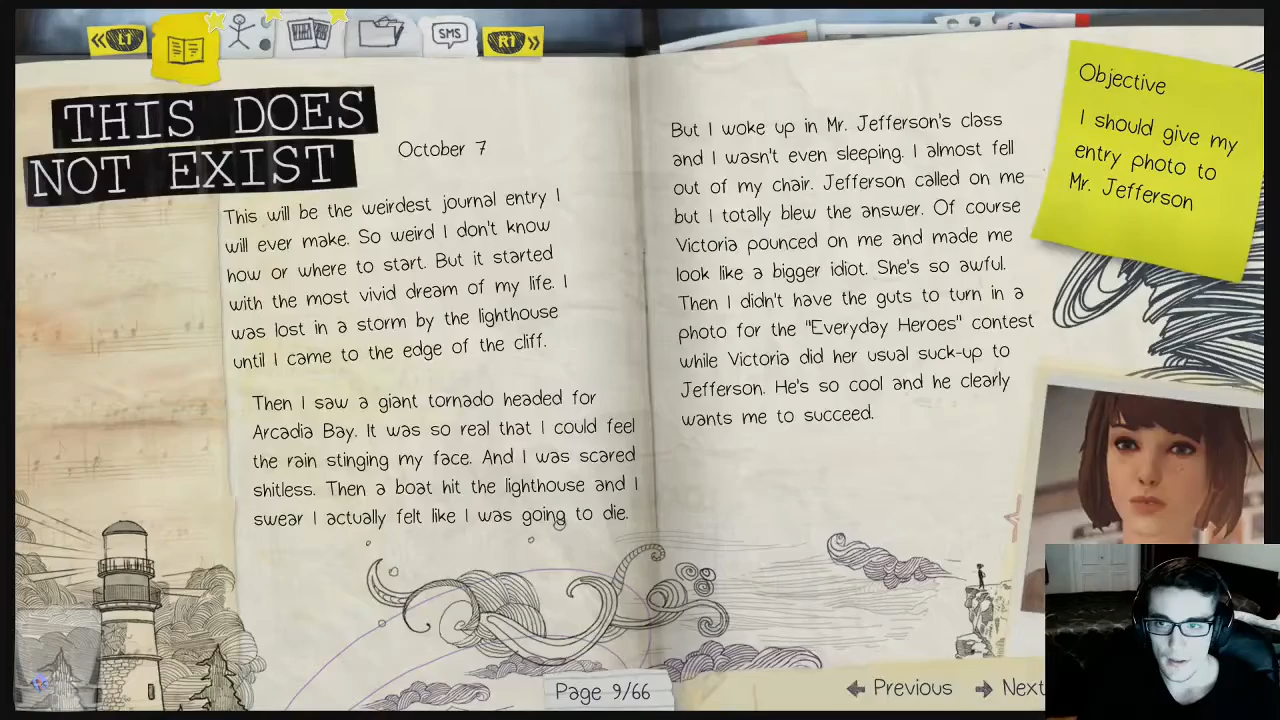 L1
SMS
R1
THIS DOES
NOT EXIST
October 7
This will be the weirdest journal entry I
will ever make. So weird I don't know
how or where to start. But it started
with the most vivid dream of my life. I
was lost in a storm by the lighthouse
until I came to the edge of the cliff.
Then I saw a giant tornado headed for
Arcadia Bay. It was so real that I could feel
the rain stinging my face. And I was scared
shitless. Then a boat hit the lighthouse and I
swear I actually felt like I was going to die.
But I woke up in Mr. Jefferson's class
and I wasn't even sleeping. I almost fell
out of my chair. Jefferson called on me
but I totally blew the answer. Of course
Victoria pounced on me and made me
look like a bigger idiot. She's so awful.
Then I didn't have the guts to turn in a
photo for the "Everyday Heroes" contest
while Victoria did her usual suck-up to
Jefferson. He's so cool and he clearly
wants me to succeed.
Objective
I should give my
entry photo to
Mr. Jefferson
Page 9/66
Previous
Next